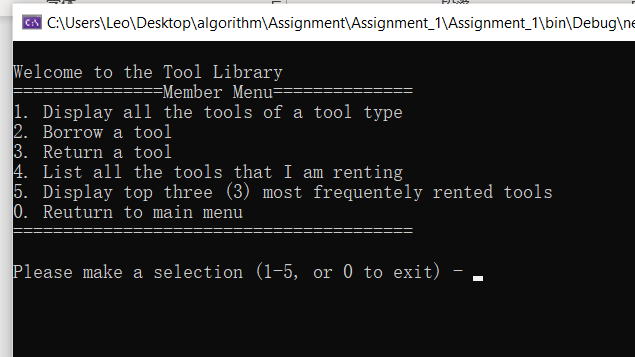 C:\Users\Leo\Desktop\algorithm\Assignment\Assignment_1\Assignment_1\bin\Debug\ne
Welcome to the Tool Library
===============Member Menu==============
1. Display all the tools of a tool type
2. Borrow a tool
3. Return a tool
4. List all the tools that I am renting
5. Display top three (3) most frequentely rented tools
0. Reuturn to main menu
========================================
Please make a selection (1-5, or 0 to exit) -